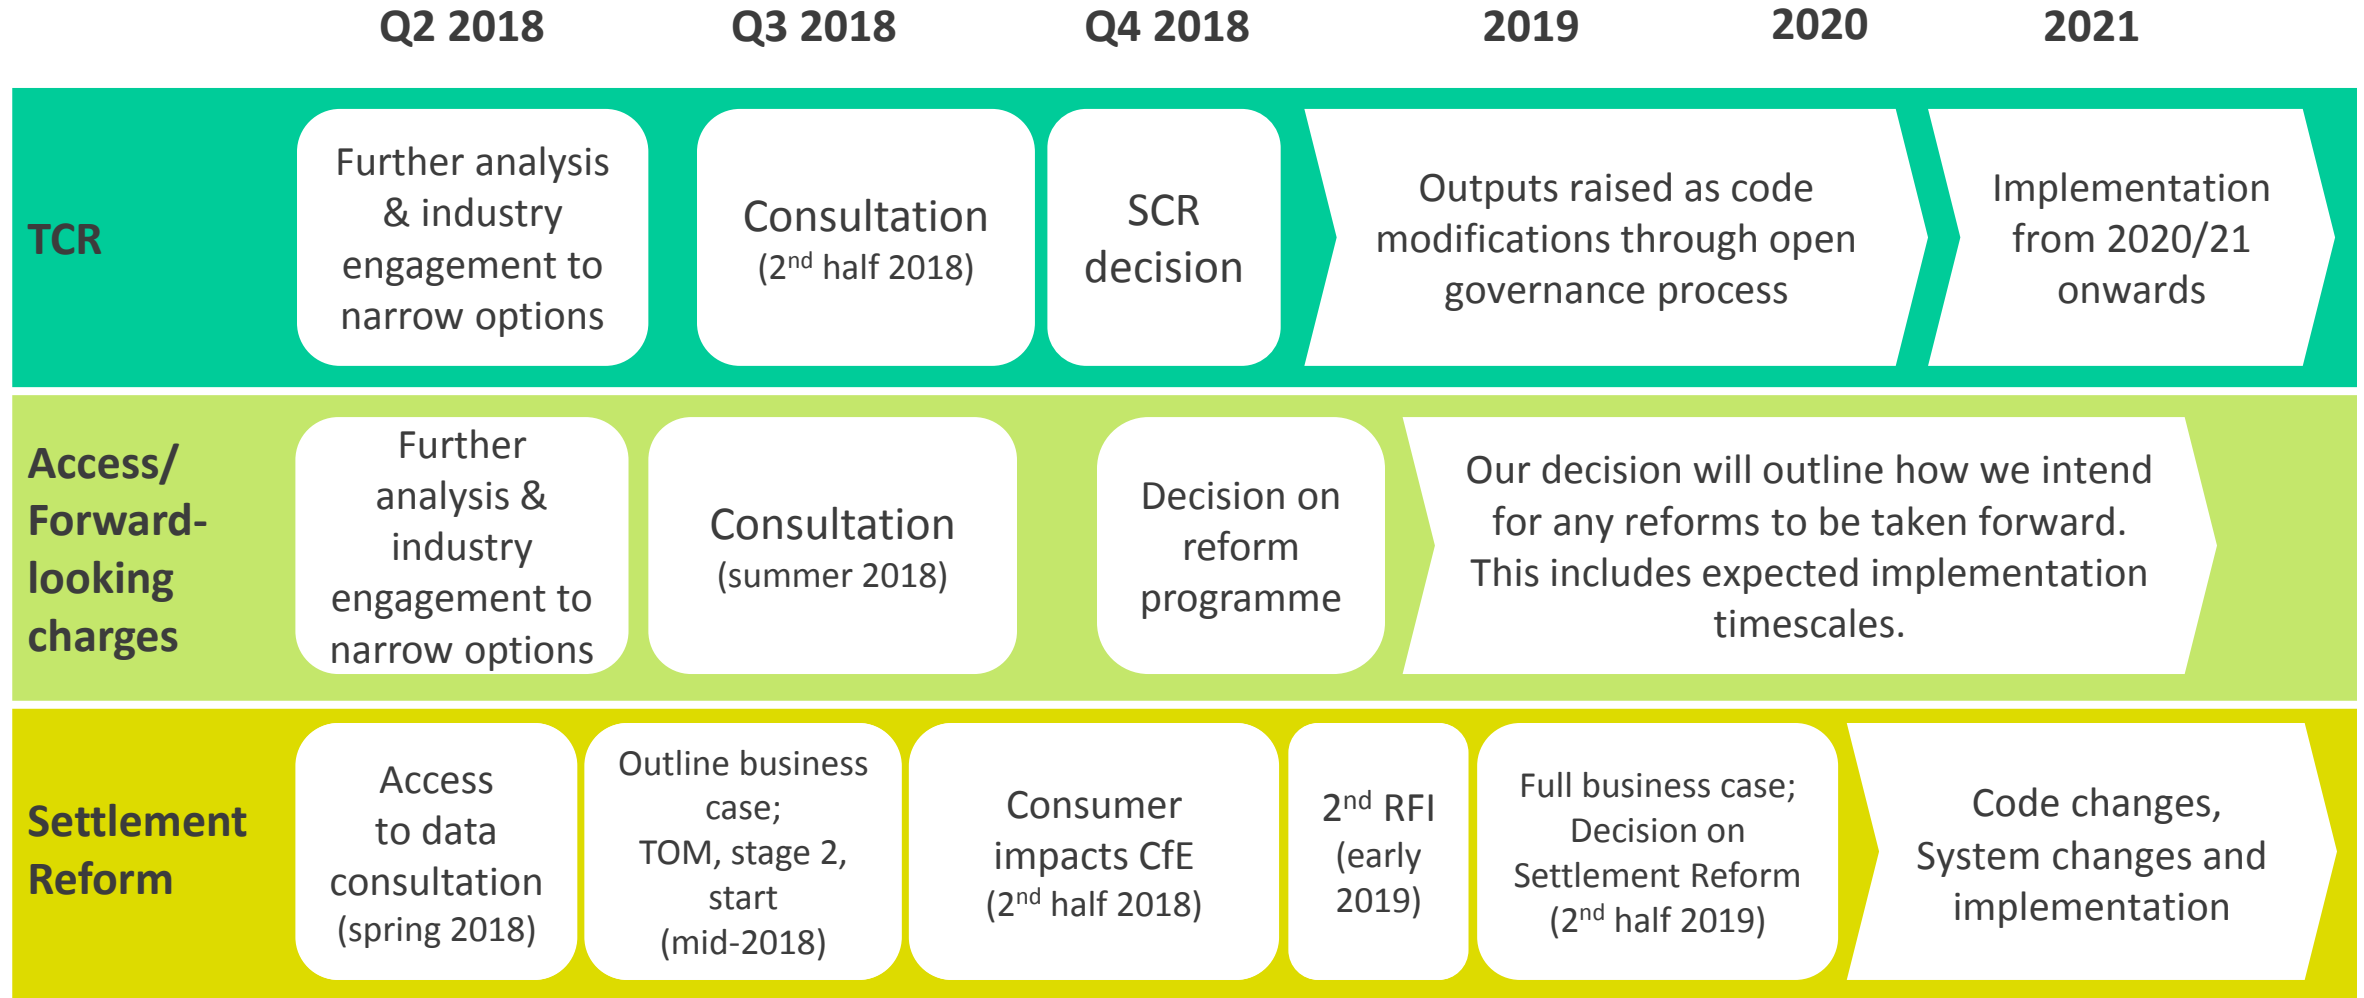 Q2 2018
Q3 2018
Q4 2018
2019
2020
2021
TCR
Further analysis
& industry
engagement to
narrow options
Consultation
(2nd half 2018)
SCR
decision
Outputs raised as code
modifications through open
governance process
Implementation
from 2020/21
onwards
Access/
Forward-
looking
charges
Further
analysis &
industry
engagement to
narrow options
Consultation
(summer 2018)
Decision on
reform
programme
Our decision will outline how we intend
for any reforms to be taken forward.
This includes expected implementation
timescales.
Settlement
Reform
Access
to data
consultation
(spring 2018)
Outline business
case;
TOM, stage 2,
start
(mid-2018)
Consumer
impacts CfE
(2nd half 2018)
2nd RFI
(early
2019)
Full business case;
Decision on
Settlement Reform
(2nd half 2019)
Code changes,
System changes and
implementation